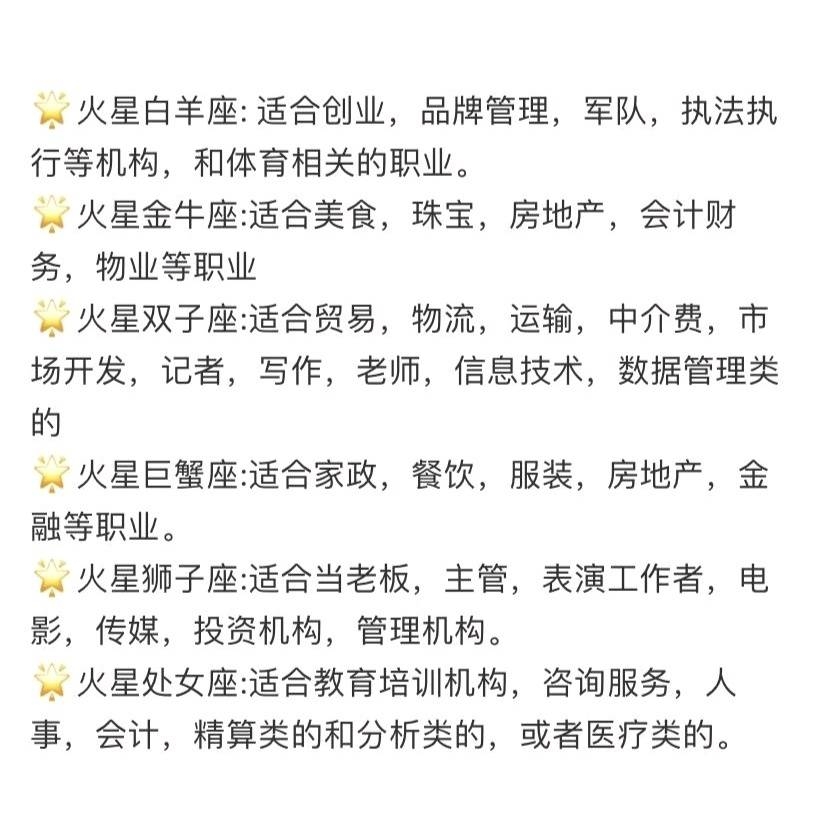 🌟火星白羊座: 适合创业，品牌管理，军队，执法执
行等机构，和体育相关的职业。
🌟火星金牛座:适合美食，珠宝，房地产，会计财
务，物业等职业
🌟火星双子座:适合贸易，物流，运输，中介费，市
场开发，记者，写作，老师，信息技术，数据管理类
的
🌟火星巨蟹座:适合家政，餐饮，服装，房地产，金
融等职业。
🌟火星狮子座:适合当老板，主管，表演工作者，电
影，传媒，投资机构，管理机构。
🌟火星处女座:适合教育培训机构，咨询服务，人
事，会计，精算类的和分析类的，或者医疗类的。